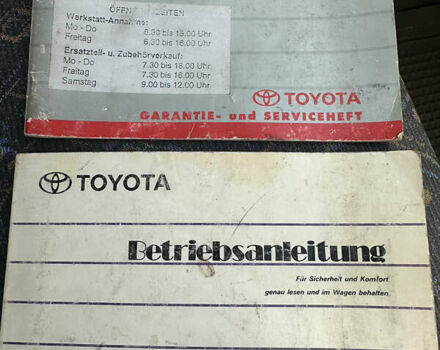 ÖFFNUNGSZEITEN
Werkstatt-Annahme:
Mo - Do 6.30 bis 18.00 Uhr
Freitag 6.30 bis 16.00 Uhr
Ersatzteil- u. Zubehörverkauf:
Mo - Do 7.30 bis 18.00 Uhr
Freitag 7.30 bis 16.00 Uhr
Samstag 9.00 bis 12.00 Uhr
TOYOTA
GARANTIE- und SERVICEHEFT
TOYOTA
Betriebsanleitung
Für Sicherheit und Komfort
genau lesen und im Wagen behalten.